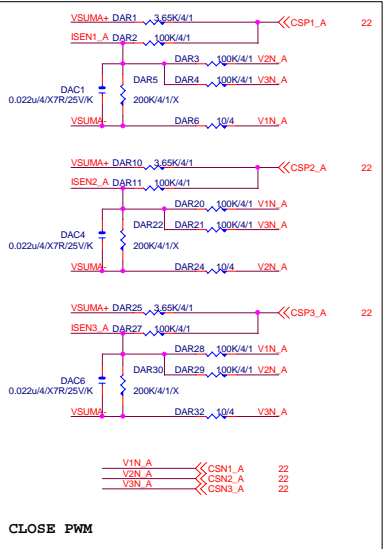 VSUMA+ DAR1 3.65K/4/1 CSP1_A 22
ISEN1_A DAR2 100K/4/1
DAR3 100K/4/1 V2N_A
DAC1 DAR5 DAR4 100K/4/1 V3N_A
0.022u/4/X7R/25V/K 200K/4/1/X
VSUMA- DAR6 10/4 V1N_A
VSUMA+ DAR10 3.65K/4/1 CSP2_A 22
ISEN2_A DAR11 100K/4/1
DAR20 100K/4/1 V1N_A
DAC4 DAR22 DAR21 100K/4/1 V3N_A
0.022u/4/X7R/25V/K 200K/4/1/X
VSUMA- DAR24 10/4 V2N_A
VSUMA+ DAR25 3.65K/4/1 CSP3_A 22
ISEN3_A DAR27 100K/4/1
DAR28 100K/4/1 V1N_A
DAC6 DAR30 DAR29 100K/4/1 V2N_A
0.022u/4/X7R/25V/K 200K/4/1/X
VSUMA- DAR32 10/4 V3N_A
V1N_A CSN1_A 22
V2N_A CSN2_A 22
V3N_A CSN3_A 22
CLOSE PWM